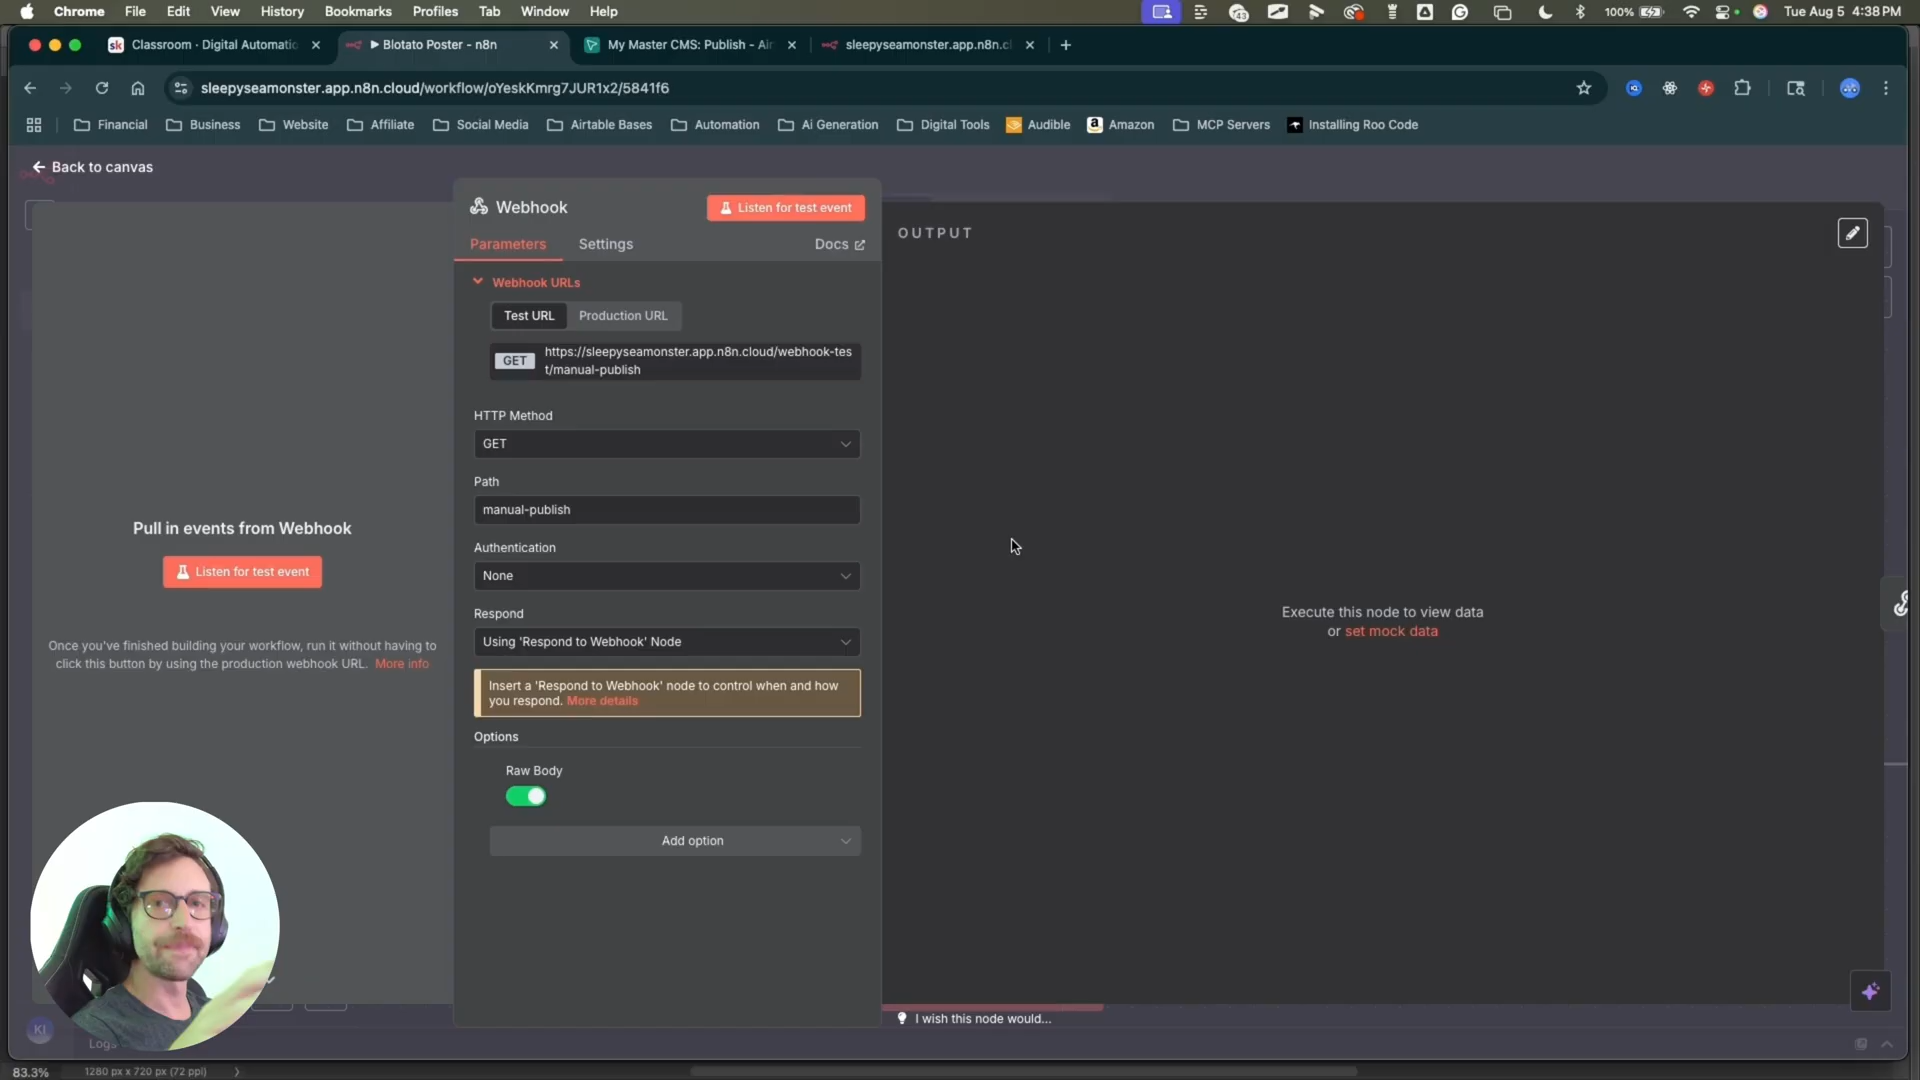 Chrome File Edit View History Bookmarks Profiles Tab Window Help
43
100%
Tue Aug 5 4:38 PM
sk Classroom - Digital Automatic
▶ Blotato Poster - n8n
My Master CMS: Publish - Air
sleepyseamonster.app.n8n.cl
sleepyseamonster.app.n8n.cloud/workflow/oYeskKmrg7JUR1x2/5841f6
Financial Business Website Affiliate Social Media Airtable Bases Automation Ai Generation Digital Tools Audible Amazon MCP Servers Installing Roo Code
Back to canvas
Webhook
Listen for test event
Parameters Settings Docs
OUTPUT
Webhook URLs
Test URL Production URL
GET
https://sleepyseamonster.app.n8n.cloud/webhook-tes
t/manual-publish
HTTP Method
GET
Path
manual-publish
Authentication
None
Respond
Using 'Respond to Webhook' Node
Insert a 'Respond to Webhook' node to control when and how
you respond. More details
Options
Raw Body
Add option
Pull in events from Webhook
Listen for test event
Once you've finished building your workflow, run it without having to
click this button by using the production webhook URL. More info
Execute this node to view data
or set mock data
I wish this node would...
KI
Logs
83.3% 1280 px x 720 px (72 ppi)